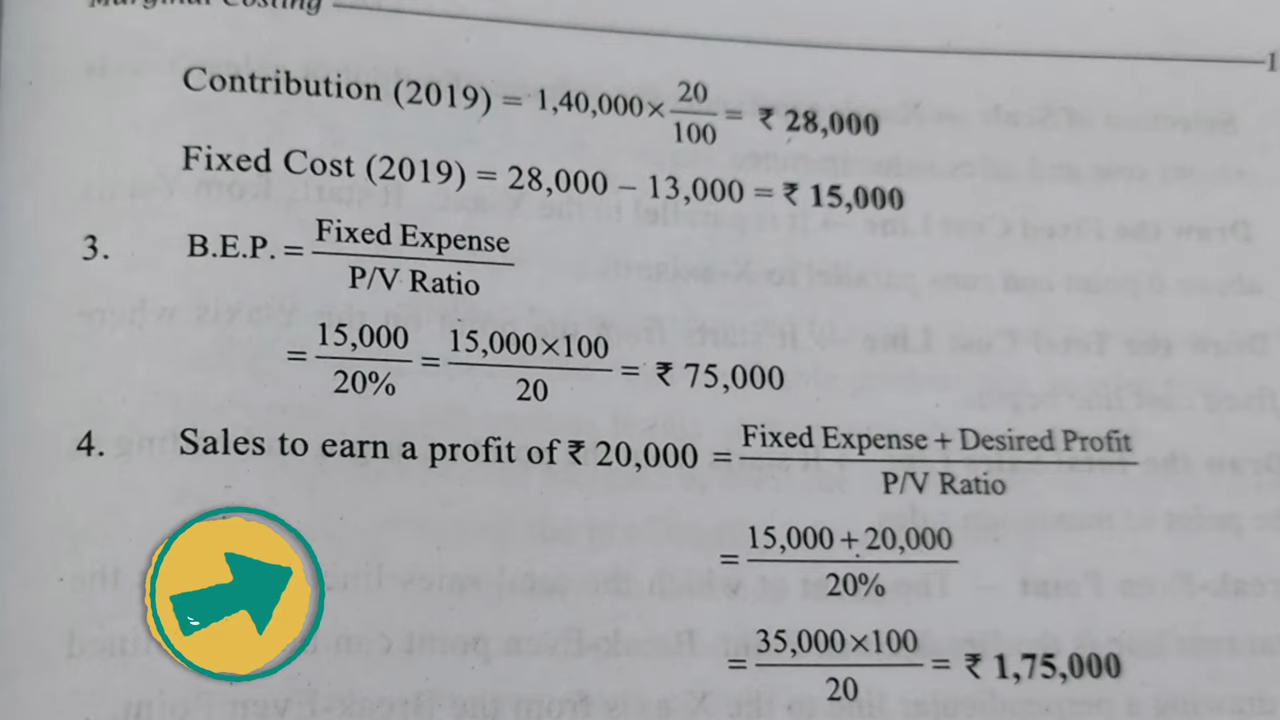 Marginal Costing
1
Contribution (2019) = 1,40,000 × 20/100 = ₹ 28,000
Fixed Cost (2019) = 28,000 – 13,000 = ₹ 15,000
3. B.E.P. = Fixed Expense / P/V Ratio
= 15,000 / 20% = 15,000×100 / 20 = ₹ 75,000
4. Sales to earn a profit of ₹ 20,000 = Fixed Expense + Desired Profit / P/V Ratio
= 15,000 + 20,000 / 20%
= 35,000×100 / 20 = ₹ 1,75,000